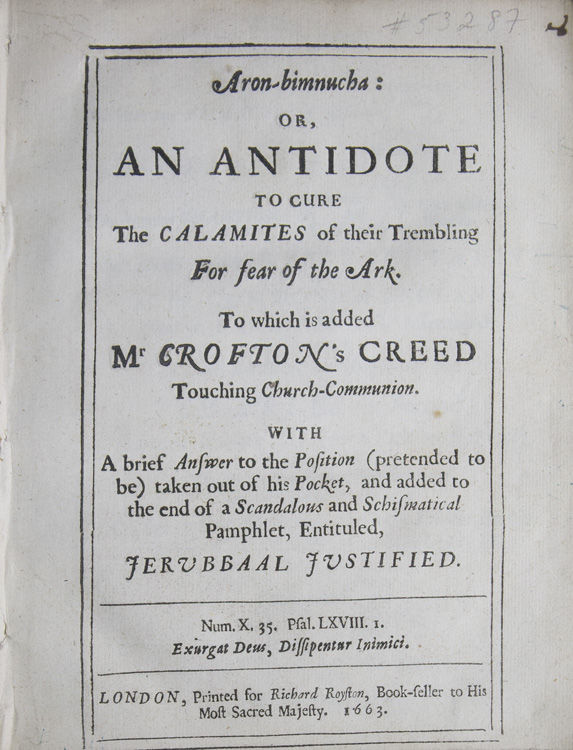 #53287
Aron-bimnucha:
OR,
AN ANTIDOTE
TO CURE
The CALAMITES of their Trembling
For fear of the Ark.
To which is added
Mr CROFTON's CREED
Touching Church-Communion.
WITH
A brief Anſwer to the Poſition (pretended to
be) taken out of his Pocket, and added to
the end of a Scandalous and Schiſmatical
Pamphlet, Entituled,
JERUBBAAL JUSTIFIED.
Num. X. 35. Pſal. LXVIII. 1.
Exurgat Deus, Diſſipentur Inimici.
LONDON, Printed for Richard Royſton, Book-ſeller to His
Moſt Sacred Majeſty. 1663.